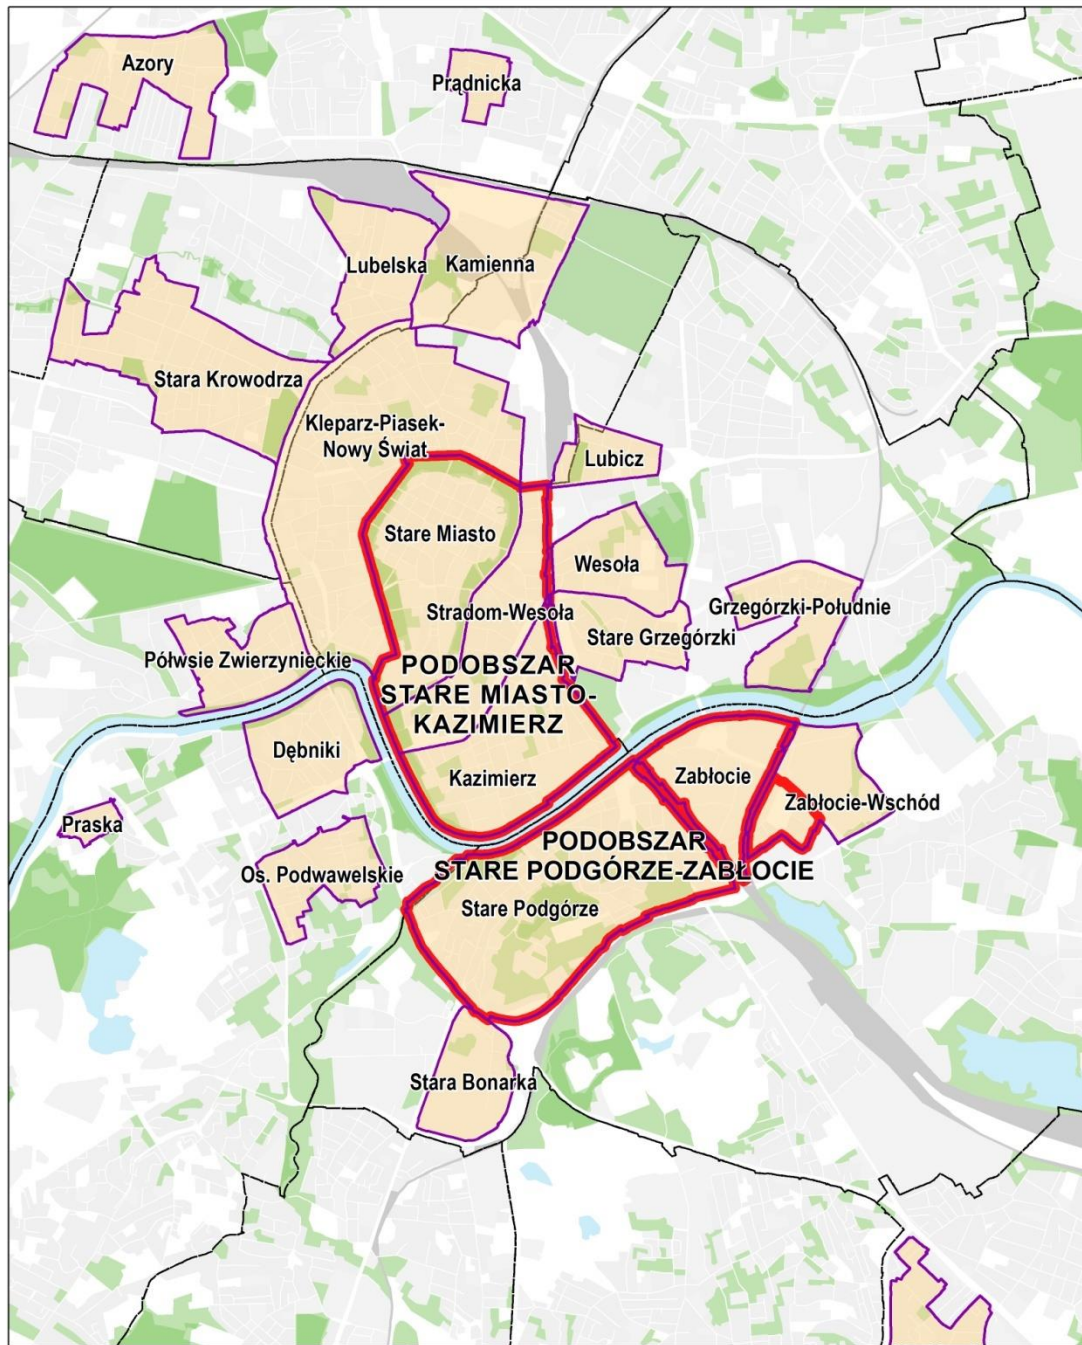 Azory
Prądnicka
Lubelska
Kamienna
Stara Krowodrza
Kleparz-Piasek-
Nowy Świat
Lubicz
Stare Miasto
Wesoła
Grzegórzki-Południe
Stradom-Wesoła
Stare Grzegórzki
Półwsie Zwierzynieckie
PODOBSZAR
STARE MIASTO-
KAZIMIERZ
Dębniki
Kazimierz
Zabłocie
Zabłocie-Wschód
Praska
PODOBSZAR
STARE PODGÓRZE-ZABŁOCIE
Os. Podwawelskie
Stare Podgórze
Stara Bonarka